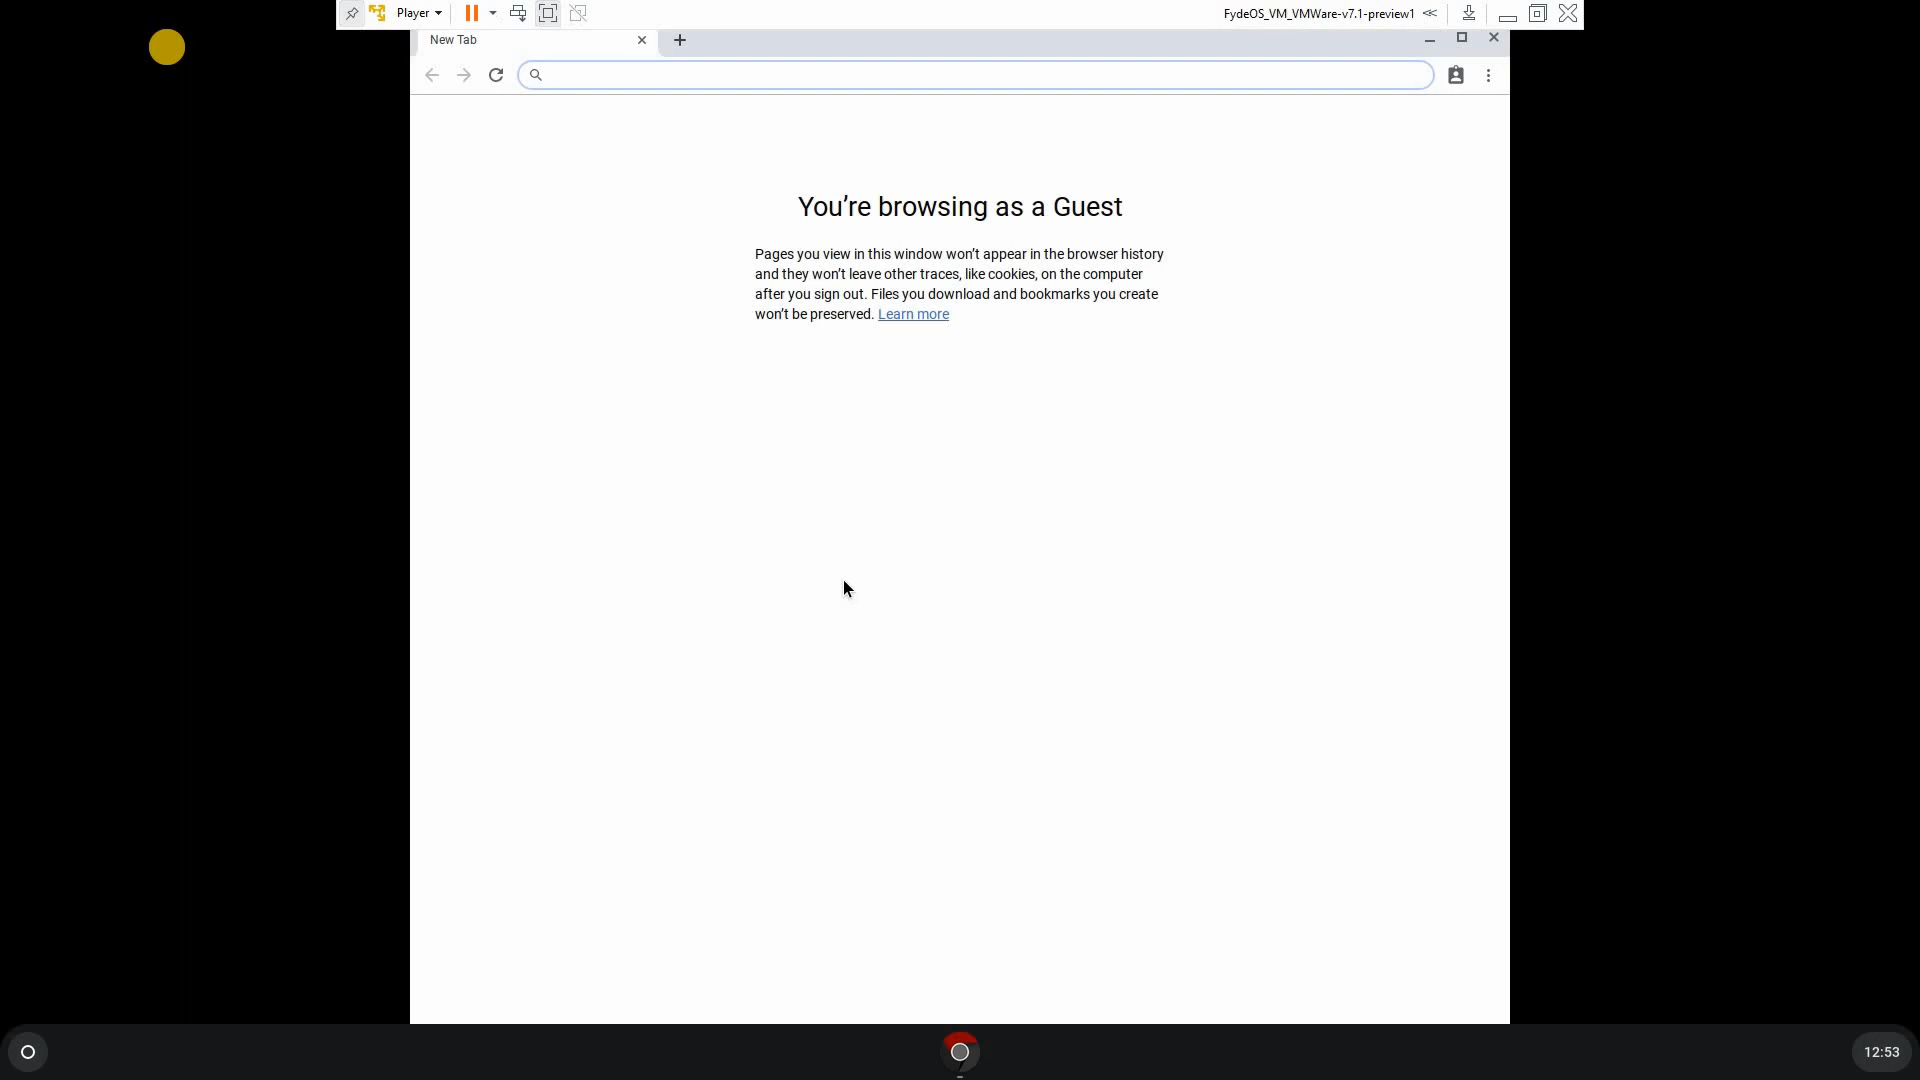 Player
FydeOS_VM_VMWare-v7.1-preview1
New Tab
You’re browsing as a Guest
Pages you view in this window won’t appear in the browser history
and they won’t leave other traces, like cookies, on the computer
after you sign out. Files you download and bookmarks you create
won’t be preserved. Learn more
12:53